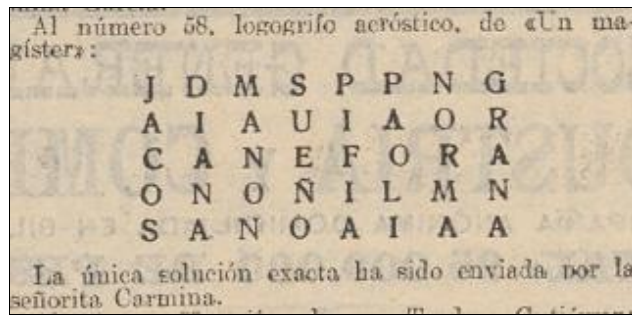 Al número 58, logogrifo acróstico, de «Un ma-
gíster»:
J D M S P P N G
A I A U I A O R
C A N E F O R A
O N O Ñ I L M N
S A N O A I A A
La única solución exacta ha sido enviada por la
señorita Carmina.